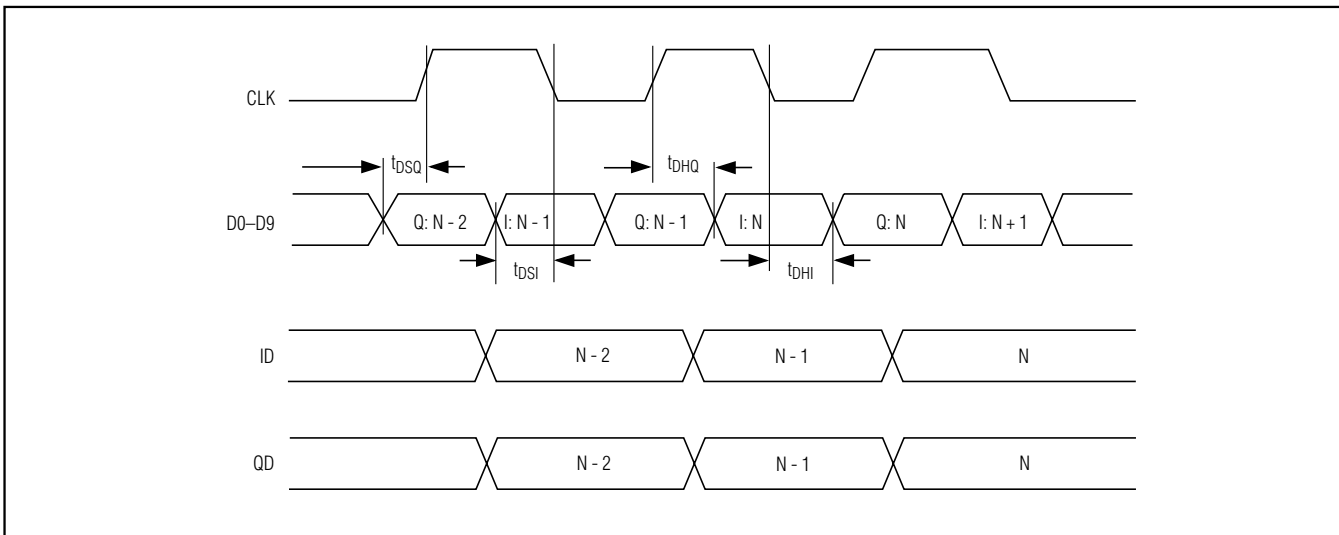 CLK
tDSQ
tDHQ
D0–D9
Q: N - 2
I: N - 1
Q: N - 1
I: N
Q: N
I: N + 1
tDSI
tDHI
ID
N - 2
N - 1
N
QD
N - 2
N - 1
N